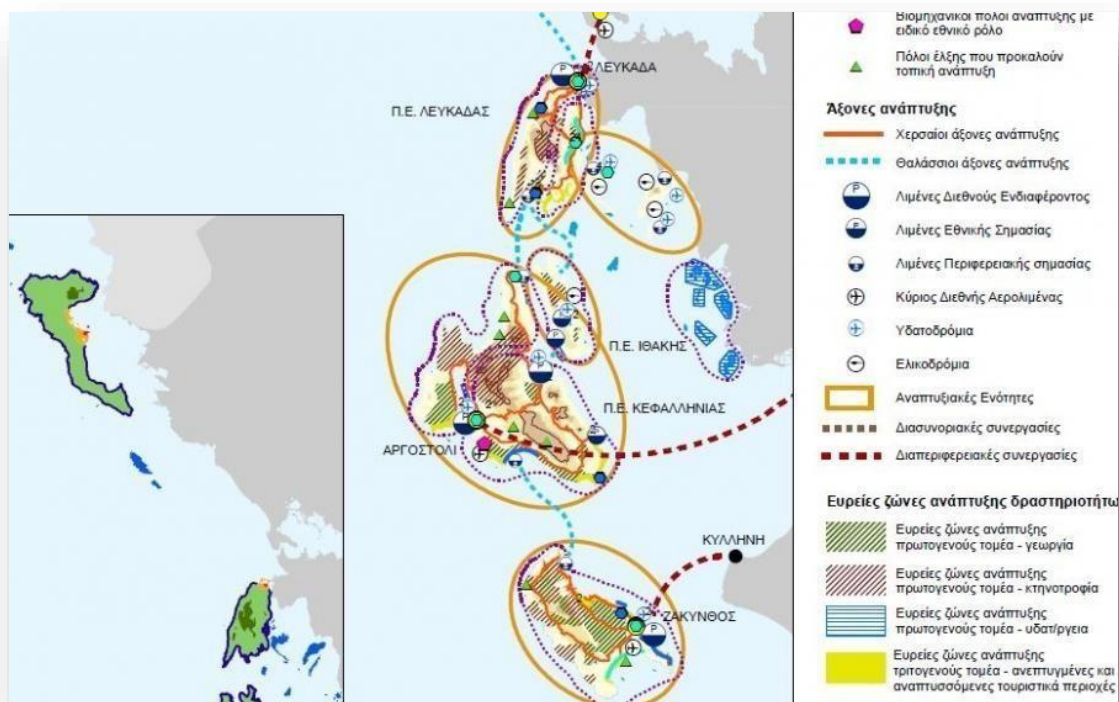 Βιομηχανικοί πόλοι ανάπτυξης με
ειδικό εθνικό ρόλο
Πόλοι έλξης που προκαλούν
τοπική ανάπτυξη
Άξονες ανάπτυξης
Χερσαίοι άξονες ανάπτυξης
Θαλάσσιοι άξονες ανάπτυξης
Λιμένες Διεθνούς Ενδιαφέροντος
Λιμένες Εθνικής Σημασίας
Λιμένες Περιφερειακής σημασίας
Κύριος Διεθνής Αερολιμένας
Υδατοδρόμια
Ελικοδρόμια
Αναπτυξιακές Ενότητες
Διασυνοριακές συνεργασίες
Διαπεριφερειακές συνεργασίες
Ευρείες ζώνες ανάπτυξης δραστηριοτήτω
Ευρείες ζώνες ανάπτυξης
πρωτογενούς τομέα - γεωργία
Ευρείες ζώνες ανάπτυξης
πρωτογενούς τομέα - κτηνοτροφία
Ευρείες ζώνες ανάπτυξης
πρωτογενούς τομέα - υδατ/ργεια
Ευρείες ζώνες ανάπτυξης
τριτογενούς τομέα - ανεπτυγμένες και
αναπτυσσόμενες τουριστικά περιοχές
ΛΕΥΚΑΔΑ
Π.Ε. ΛΕΥΚΑΔΑΣ
Π.Ε. ΙΘΑΚΗΣ
Π.Ε. ΚΕΦΑΛΛΗΝΙΑΣ
ΑΡΓΟΣΤΟΛΙ
ΚΥΛΛΗΝΗ
ΖΑΚΥΝΘΟΣ